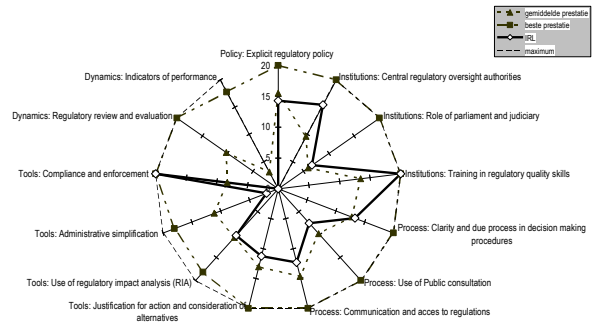 gemiddelde prestatie
beste prestatie
IRL
maximum
Policy: Explicit regulatory policy
20
15
10
5
Dynamics: Indicators of performance
Institutions: Central regulatory oversight authorities
Dynamics: Regulatory review and evaluation
Institutions: Role of parliament and judiciary
Tools: Compliance and enforcement
Institutions: Training in regulatory quality skills
Tools: Administrative simplification
Process: Clarity and due process in decision making
procedures
Tools: Use of regulatory impact analysis (RIA)
Process: Use of Public consultation
Tools: Justification for action and consideration of
alternatives
Process: Communication and acces to regulations